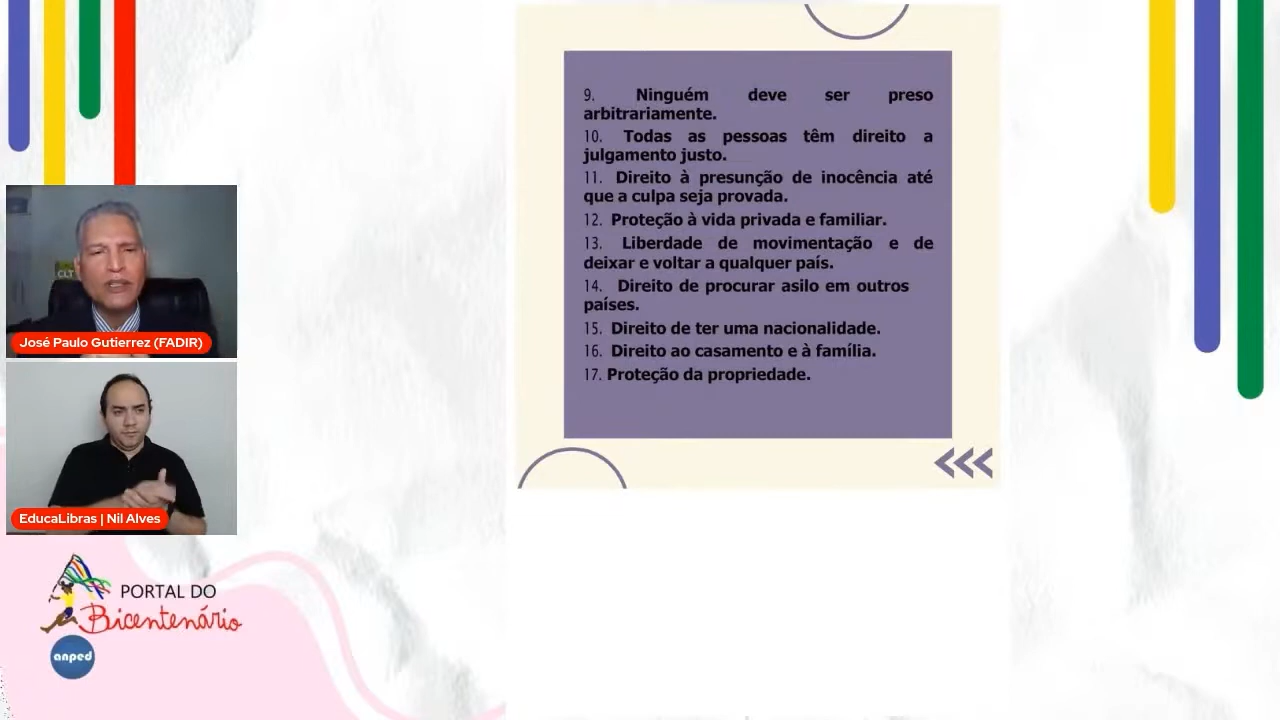 9. Ninguém deve ser preso
arbitrariamente.
10. Todas as pessoas têm direito a
julgamento justo.
11. Direito à presunção de inocência até
que a culpa seja provada.
12. Proteção à vida privada e familiar.
13. Liberdade de movimentação e de
deixar e voltar a qualquer país.
14. Direito de procurar asilo em outros
países.
15. Direito de ter uma nacionalidade.
16. Direito ao casamento e à família.
17. Proteção da propriedade.
CLT
José Paulo Gutierrez (FADIR)
EducaLibras | Nil Alves
PORTAL DO
Bicentenário
anped